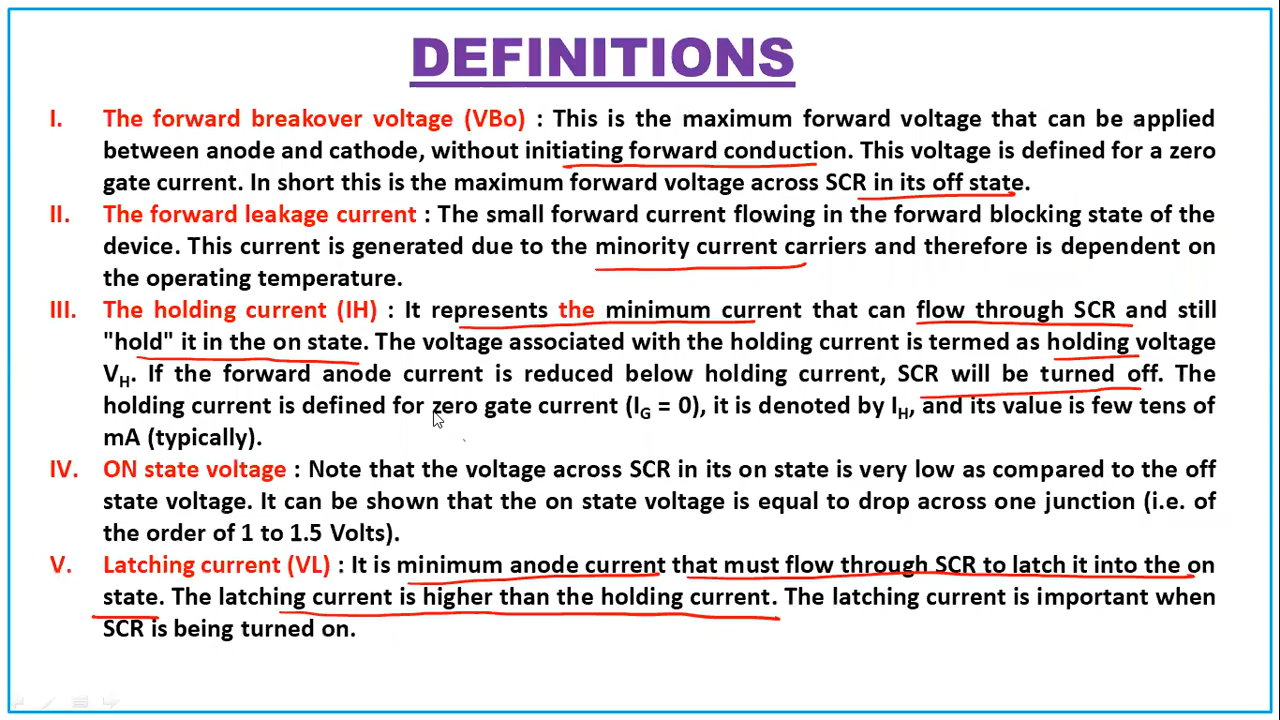 DEFINITIONS
I. The forward breakover voltage (VBo) : This is the maximum forward voltage that can be applied
between anode and cathode, without initiating forward conduction. This voltage is defined for a zero
gate current. In short this is the maximum forward voltage across SCR in its off state.
II. The forward leakage current : The small forward current flowing in the forward blocking state of the
device. This current is generated due to the minority current carriers and therefore is dependent on
the operating temperature.
III. The holding current (IH) : It represents the minimum current that can flow through SCR and still
"hold" it in the on state. The voltage associated with the holding current is termed as holding voltage
VH. If the forward anode current is reduced below holding current, SCR will be turned off. The
holding current is defined for zero gate current (IG = 0), it is denoted by IH, and its value is few tens of
mA (typically).
IV. ON state voltage : Note that the voltage across SCR in its on state is very low as compared to the off
state voltage. It can be shown that the on state voltage is equal to drop across one junction (i.e. of
the order of 1 to 1.5 Volts).
V. Latching current (VL) : It is minimum anode current that must flow through SCR to latch it into the on
state. The latching current is higher than the holding current. The latching current is important when
SCR is being turned on.